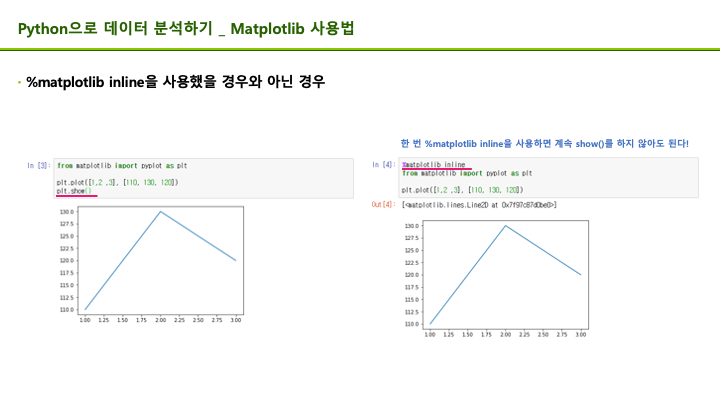 Python으로 데이터 분석하기 _ Matplotlib 사용법
• %matplotlib inline을 사용했을 경우와 아닌 경우
한 번 %matplotlib inline을 사용하면 계속 show()를 하지 않아도 된다!
In [3]: from matplotlib import pyplot as plt
plt.plot([1,2 ,3], [110, 130, 120])
plt.show()
130.0
127.5
125.0
122.5
120.0
117.5
115.0
112.5
110.0
1.00 1.25 1.50 1.75 2.00 2.25 2.50 2.75 3.00
In [4]: %matplotlib inline
from matplotlib import pyplot as plt
plt.plot([1,2 ,3], [110, 130, 120])
Out[4]: [<matplotlib.lines.Line2D at 0x7f97c87d0be0>]
130.0
127.5
125.0
122.5
120.0
117.5
115.0
112.5
110.0
1.00 1.25 1.50 1.75 2.00 2.25 2.50 2.75 3.00